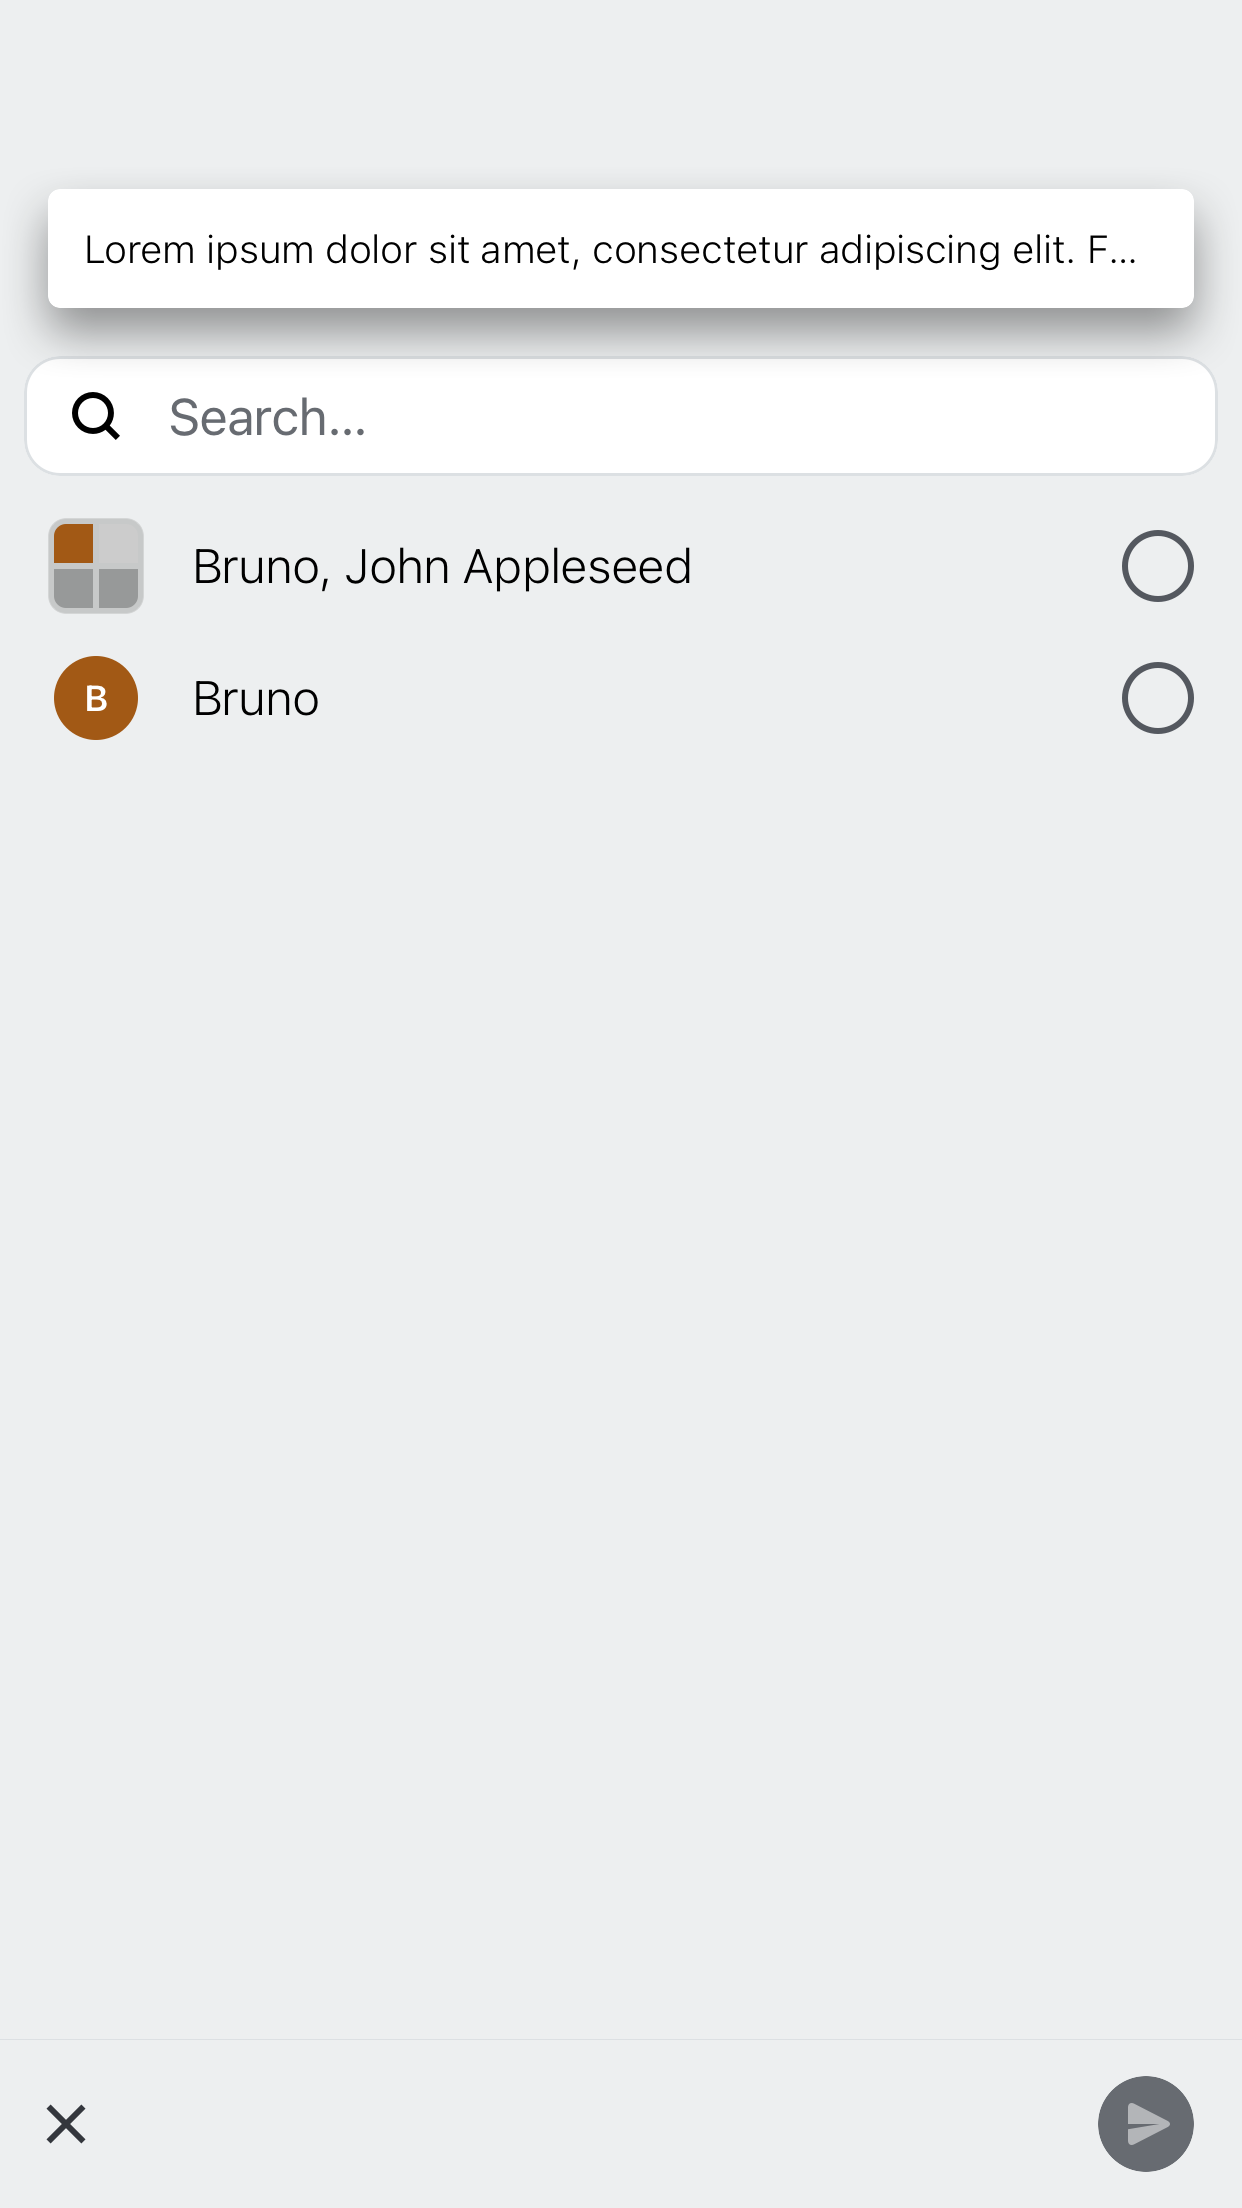 Lorem ipsum dolor sit amet, consectetur adipiscing elit. F...
Search...
Bruno, John Appleseed
B
Bruno